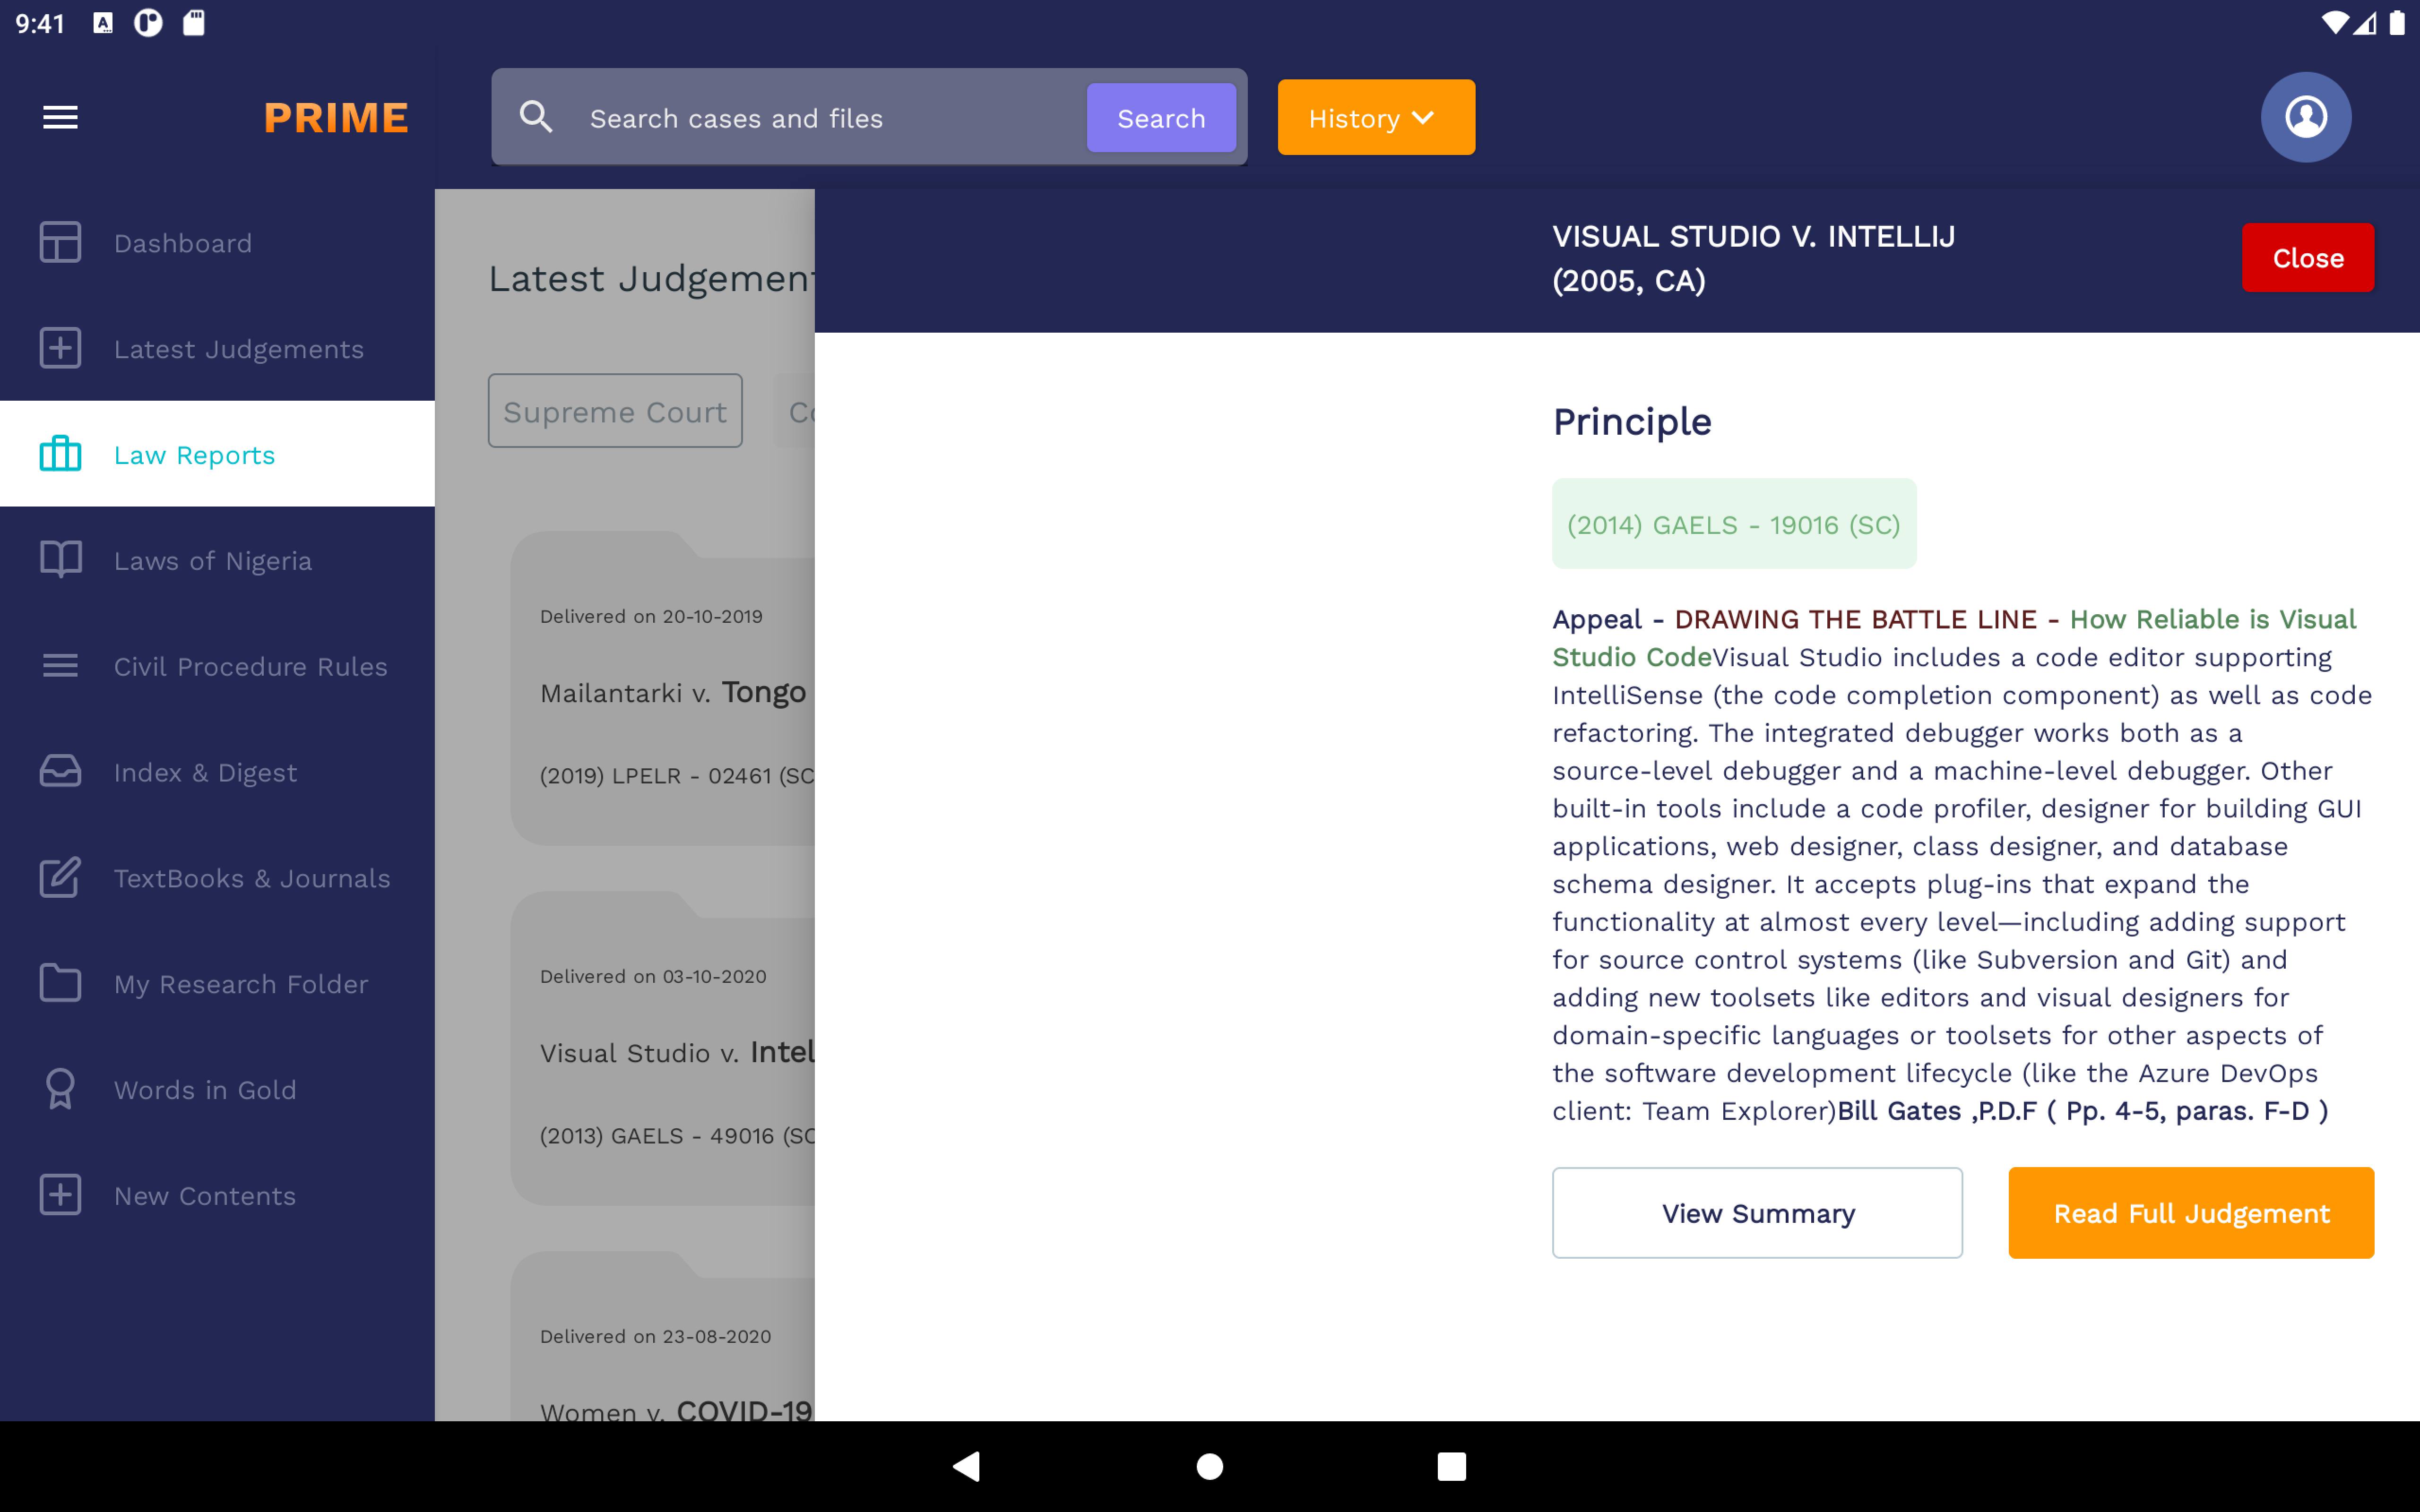 9:41
PRIME
Search cases and files
Search
History
Dashboard
Latest Judgements
Law Reports
Laws of Nigeria
Civil Procedure Rules
Index & Digest
TextBooks & Journals
My Research Folder
Words in Gold
New Contents
Latest Judgement
Supreme Court
Delivered on 20-10-2019
Mailantarki v. Tongo
(2019) LPELR - 02461 (SC
Delivered on 03-10-2020
Visual Studio v. Intel
(2013) GAELS - 49016 (SC
Delivered on 23-08-2020
Women v. COVID-19
VISUAL STUDIO V. INTELLIJ
(2005, CA)
Close
Principle
(2014) GAELS - 19016 (SC)
Appeal - DRAWING THE BATTLE LINE - How Reliable is Visual
Studio CodeVisual Studio includes a code editor supporting
IntelliSense (the code completion component) as well as code
refactoring. The integrated debugger works both as a
source-level debugger and a machine-level debugger. Other
built-in tools include a code profiler, designer for building GUI
applications, web designer, class designer, and database
schema designer. It accepts plug-ins that expand the
functionality at almost every level—including adding support
for source control systems (like Subversion and Git) and
adding new toolsets like editors and visual designers for
domain-specific languages or toolsets for other aspects of
the software development lifecycle (like the Azure DevOps
client: Team Explorer)Bill Gates ,P.D.F ( Pp. 4-5, paras. F-D )
View Summary
Read Full Judgement